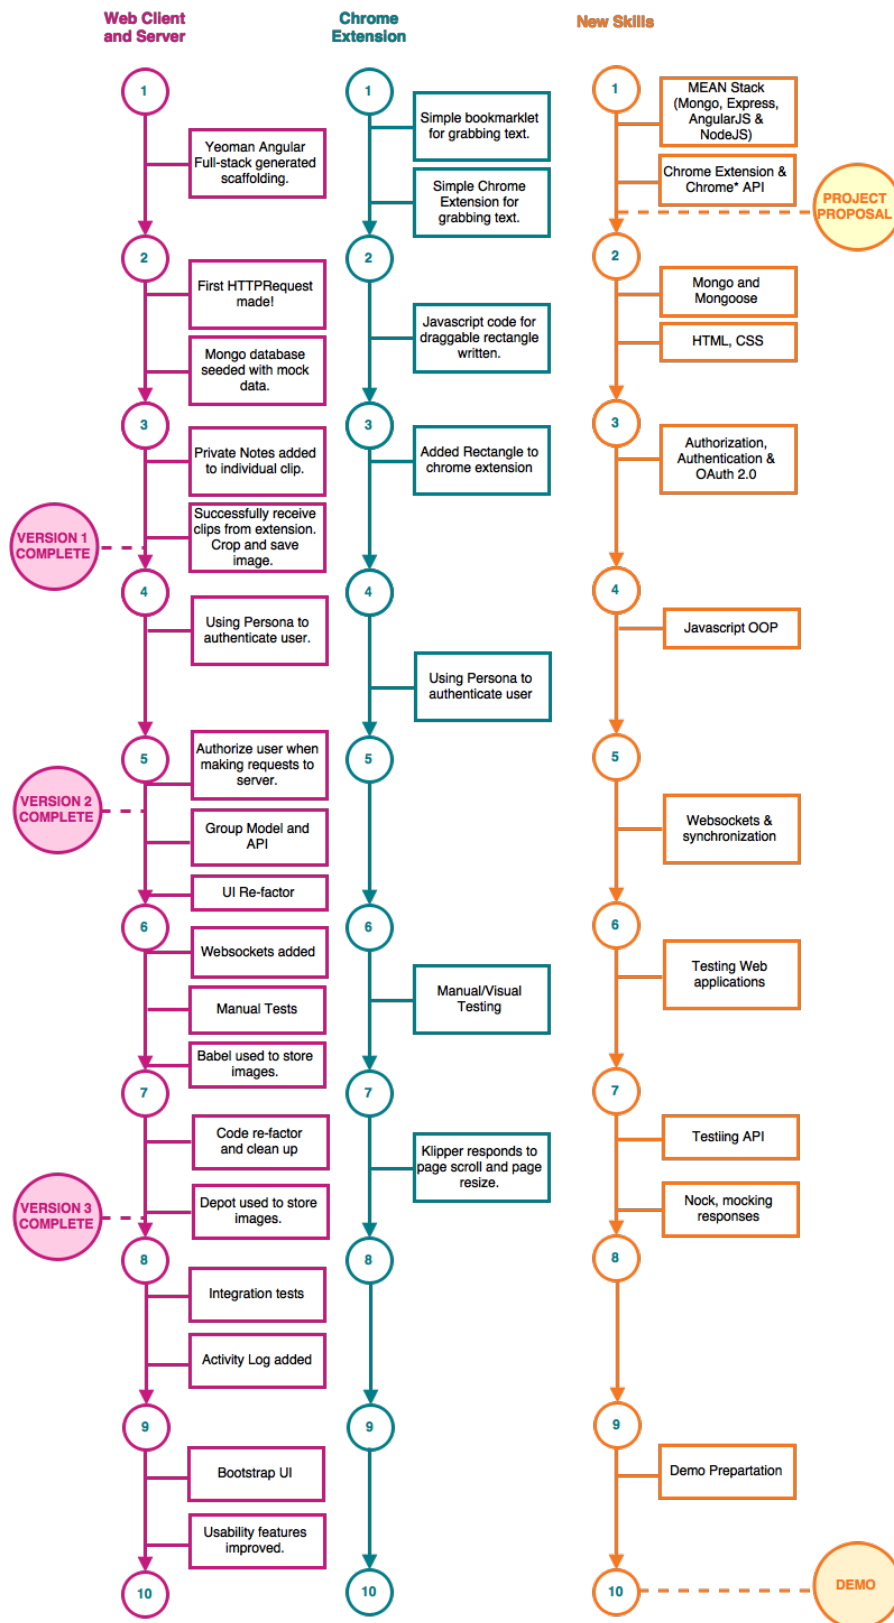 Web Client
and Server
1
Yeoman Angular
Full-stack generated
scaffolding.
2
First HTTPRequest
made!
Mongo database
seeded with mock
data.
3
Private Notes added
to individual clip.
VERSION 1
COMPLETE
Successfully receive
clips from extension.
Crop and save
image.
4
Using Persona to
authenticate user.
5
Authorize user when
making requests to
server.
VERSION 2
COMPLETE
Group Model and
API
UI Re-factor
6
Websockets added
Manual Tests
Babel used to store
images.
7
Code re-factor
and clean up
VERSION 3
COMPLETE
Depot used to store
images.
8
Integration tests
Activity Log added
9
Bootstrap UI
Usability features
improved.
10
Chrome
Extension
1
Simple bookmarklet
for grabbing text.
Simple Chrome
Extension for
grabbing text.
2
Javascript code for
draggable rectangle
written.
3
Added Rectangle to
chrome extension
4
Using Persona to
authenticate user
5
6
Manual/Visual
Testing
7
Klipper responds to
page scroll and page
resize.
8
9
10
New Skills
1
MEAN Stack
(Mongo, Express,
AngularJS &
NodeJS)
Chrome Extension &
Chrome* API
PROJECT
PROPOSAL
2
Mongo and
Mongoose
HTML, CSS
3
Authorization,
Authentication &
OAuth 2.0
4
Javascript OOP
5
Websockets &
synchronization
6
Testing Web
applications
7
Testiing API
Nock, mocking
responses
8
9
Demo Prepartation
10
DEMO